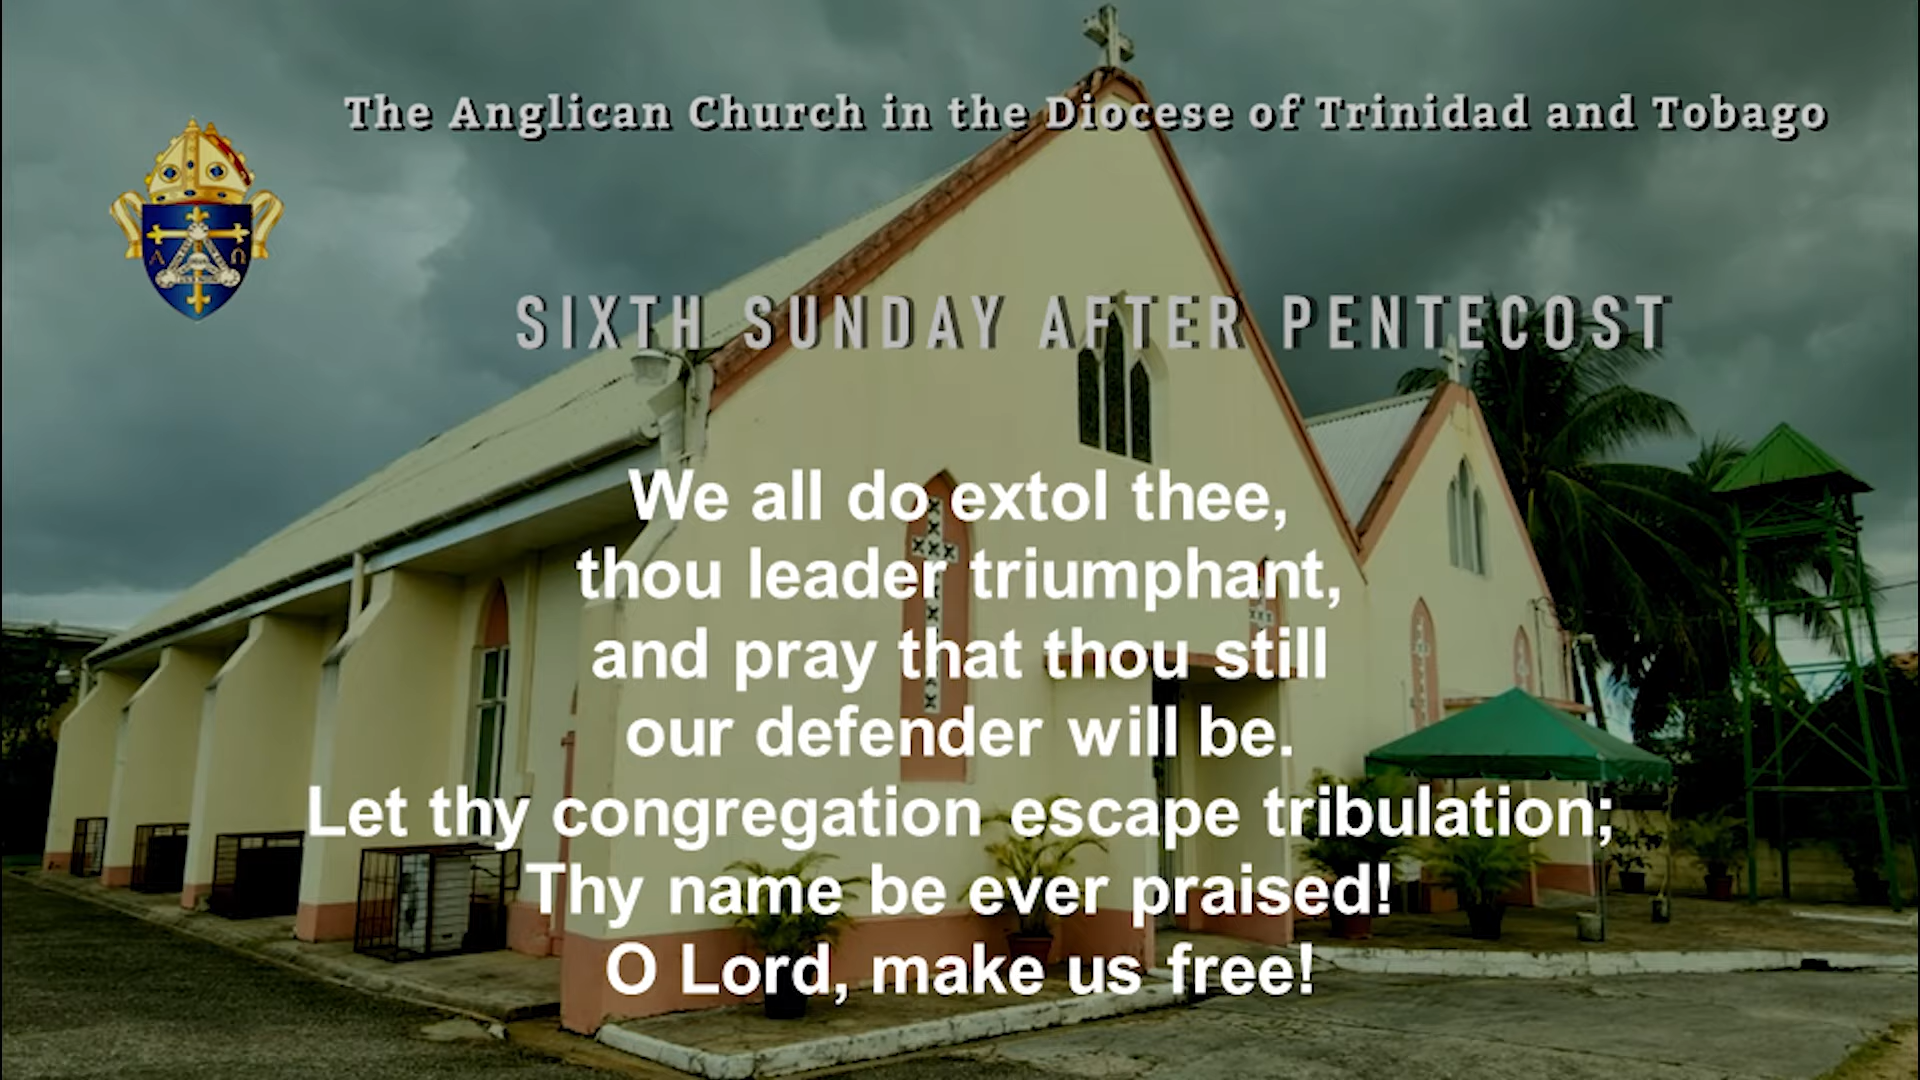 The Anglican Church in the Diocese of Trinidad and Tobago
SIXTH SUNDAY AFTER PENTECOST
We all do extol thee,
thou leader triumphant,
and pray that thou still
our defender will be.
Let thy congregation escape tribulation;
Thy name be ever praised!
O Lord, make us free!